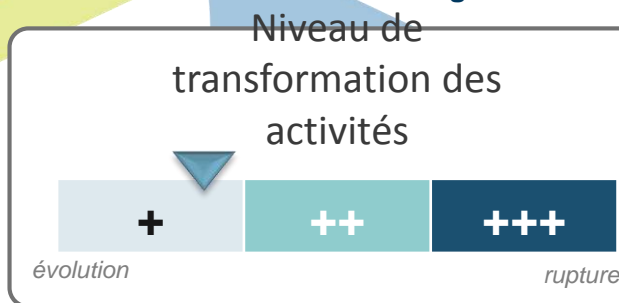 Niveau de
transformation des
activités
+ ++ +++
évolution rupture